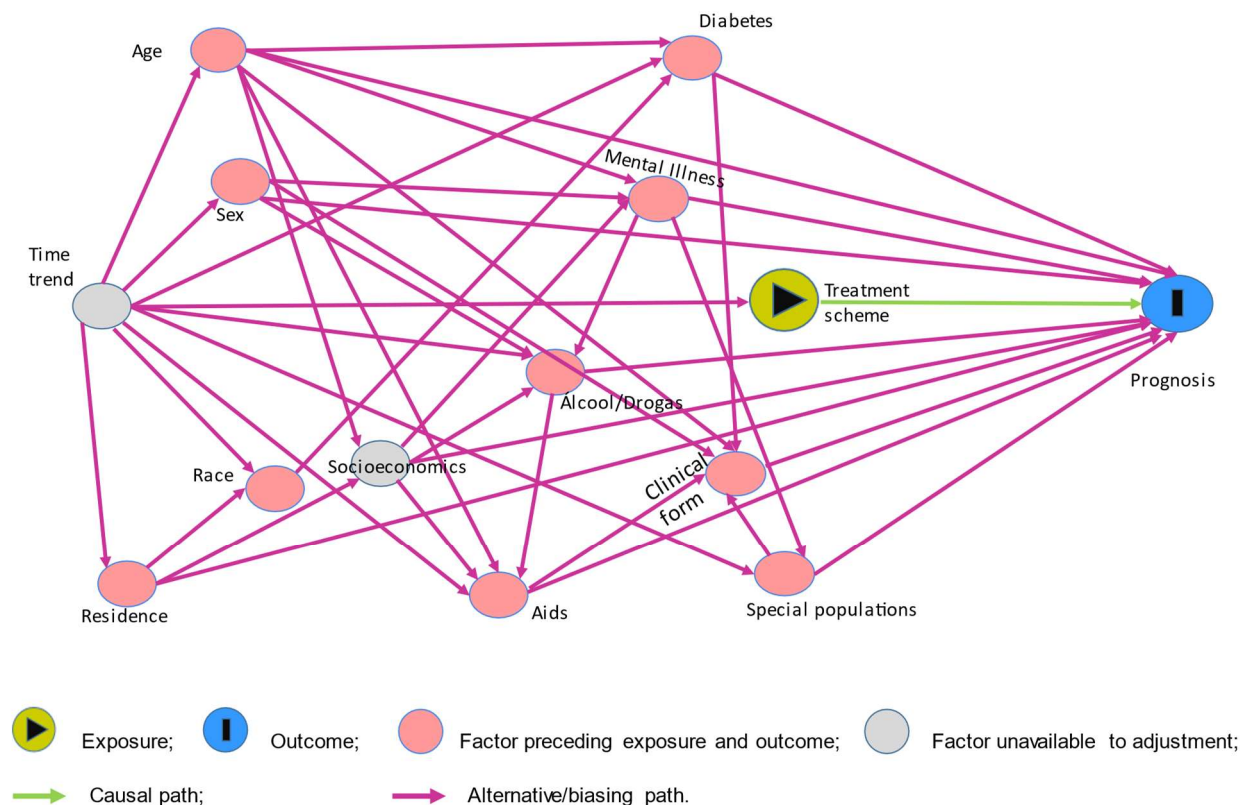 Diabetes
Age
Mental Illness
Sex
Time
trend
Treatment
scheme
Prognosis
Álcool/Drogas
Race
Socioeconomics
Clinical
form
Residence
Aids
Special populations
Exposure;
Outcome;
Factor preceding exposure and outcome;
Factor unavailable to adjustment;
Causal path;
Alternative/biasing path.